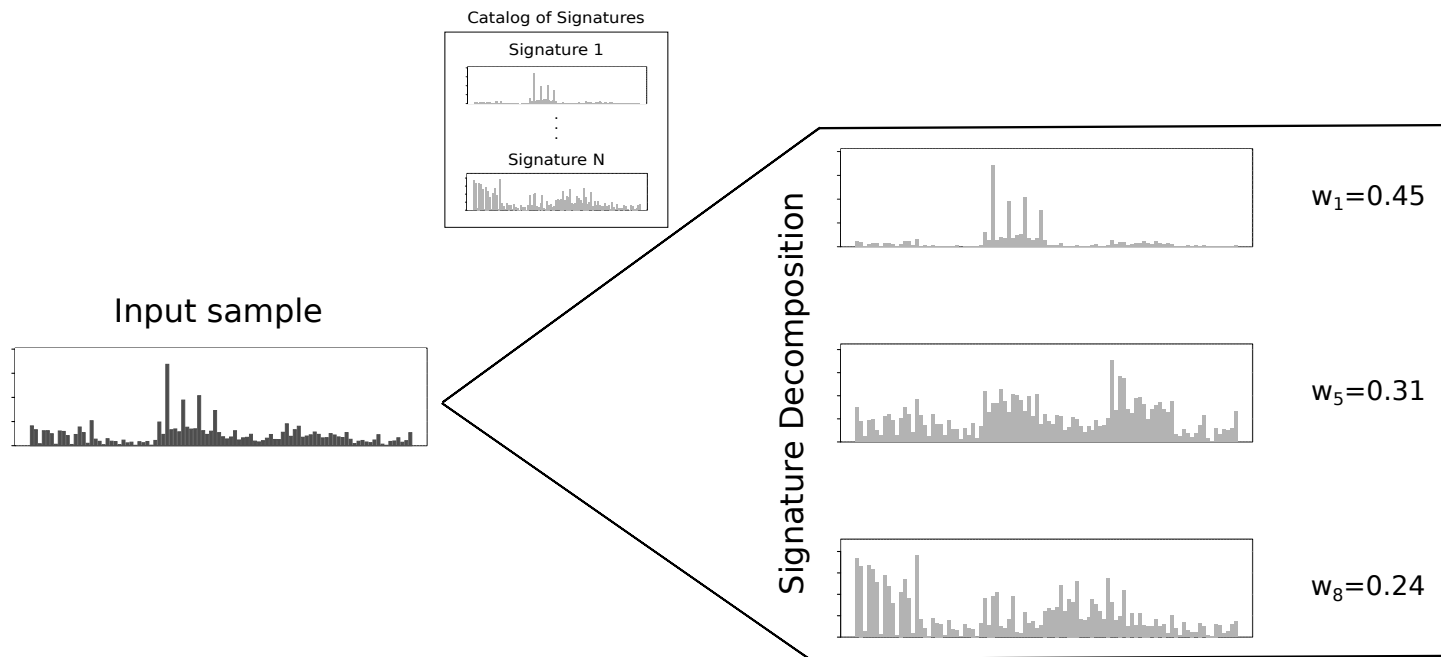 Catalog of Signatures
Signature 1
Signature N
Input sample
Signature Decomposition
w₁=0.45
w₅=0.31
w₈=0.24